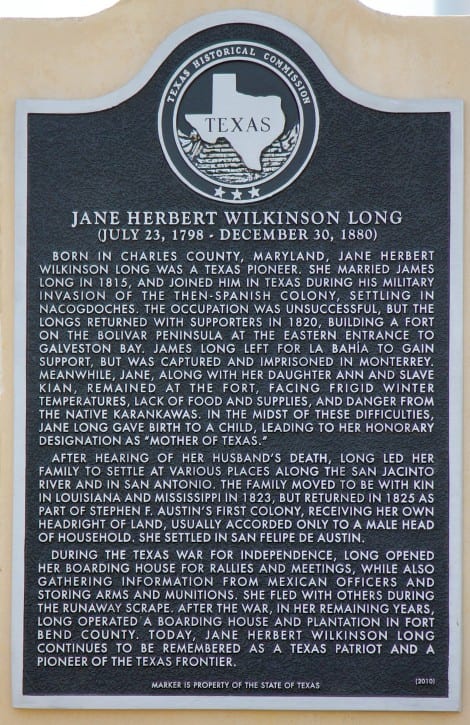 TEXAS HISTORICAL COMMISSION
TEXAS
JANE HERBERT WILKINSON LONG
(JULY 23, 1798 - DECEMBER 30, 1880)
BORN IN CHARLES COUNTY, MARYLAND, JANE HERBERT
WILKINSON LONG WAS A TEXAS PIONEER. SHE MARRIED JAMES
LONG IN 1815, AND JOINED HIM IN TEXAS DURING HIS MILITARY
INVASION OF THE THEN-SPANISH COLONY, SETTLING IN
NACOGDOCHES. THE OCCUPATION WAS UNSUCCESSFUL, BUT THE
LONGS RETURNED WITH SUPPORTERS IN 1820, BUILDING A FORT
ON THE BOLIVAR PENINSULA AT THE EASTERN ENTRANCE TO
GALVESTON BAY. JAMES LONG LEFT FOR LA BAHÍA TO GAIN
SUPPORT, BUT WAS CAPTURED AND IMPRISONED IN MONTERREY.
MEANWHILE, JANE, ALONG WITH HER DAUGHTER ANN AND SLAVE
KIAN, REMAINED AT THE FORT, FACING FRIGID WINTER
TEMPERATURES, LACK OF FOOD AND SUPPLIES, AND DANGER FROM
THE NATIVE KARANKAWAS. IN THE MIDST OF THESE DIFFICULTIES,
JANE LONG GAVE BIRTH TO A CHILD, LEADING TO HER HONORARY
DESIGNATION AS "MOTHER OF TEXAS."
AFTER HEARING OF HER HUSBAND'S DEATH, LONG LED HER
FAMILY TO SETTLE AT VARIOUS PLACES ALONG THE SAN JACINTO
RIVER AND IN SAN ANTONIO. THE FAMILY MOVED TO BE WITH KIN
IN LOUISIANA AND MISSISSIPPI IN 1823, BUT RETURNED IN 1825 AS
PART OF STEPHEN F. AUSTIN'S FIRST COLONY, RECEIVING HER OWN
HEADRIGHT OF LAND, USUALLY ACCORDED ONLY TO A MALE HEAD
OF HOUSEHOLD. SHE SETTLED IN SAN FELIPE DE AUSTIN.
DURING THE TEXAS WAR FOR INDEPENDENCE, LONG OPENED
HER BOARDING HOUSE FOR RALLIES AND MEETINGS, WHILE ALSO
GATHERING INFORMATION FROM MEXICAN OFFICERS AND
STORING ARMS AND MUNITIONS. SHE FLED WITH OTHERS DURING
THE RUNAWAY SCRAPE. AFTER THE WAR, IN HER REMAINING YEARS,
LONG OPERATED A BOARDING HOUSE AND PLANTATION IN FORT
BEND COUNTY. TODAY, JANE HERBERT WILKINSON LONG
CONTINUES TO BE REMEMBERED AS A TEXAS PATRIOT AND A
PIONEER OF THE TEXAS FRONTIER.
(2010)
MARKER IS PROPERTY OF THE STATE OF TEXAS